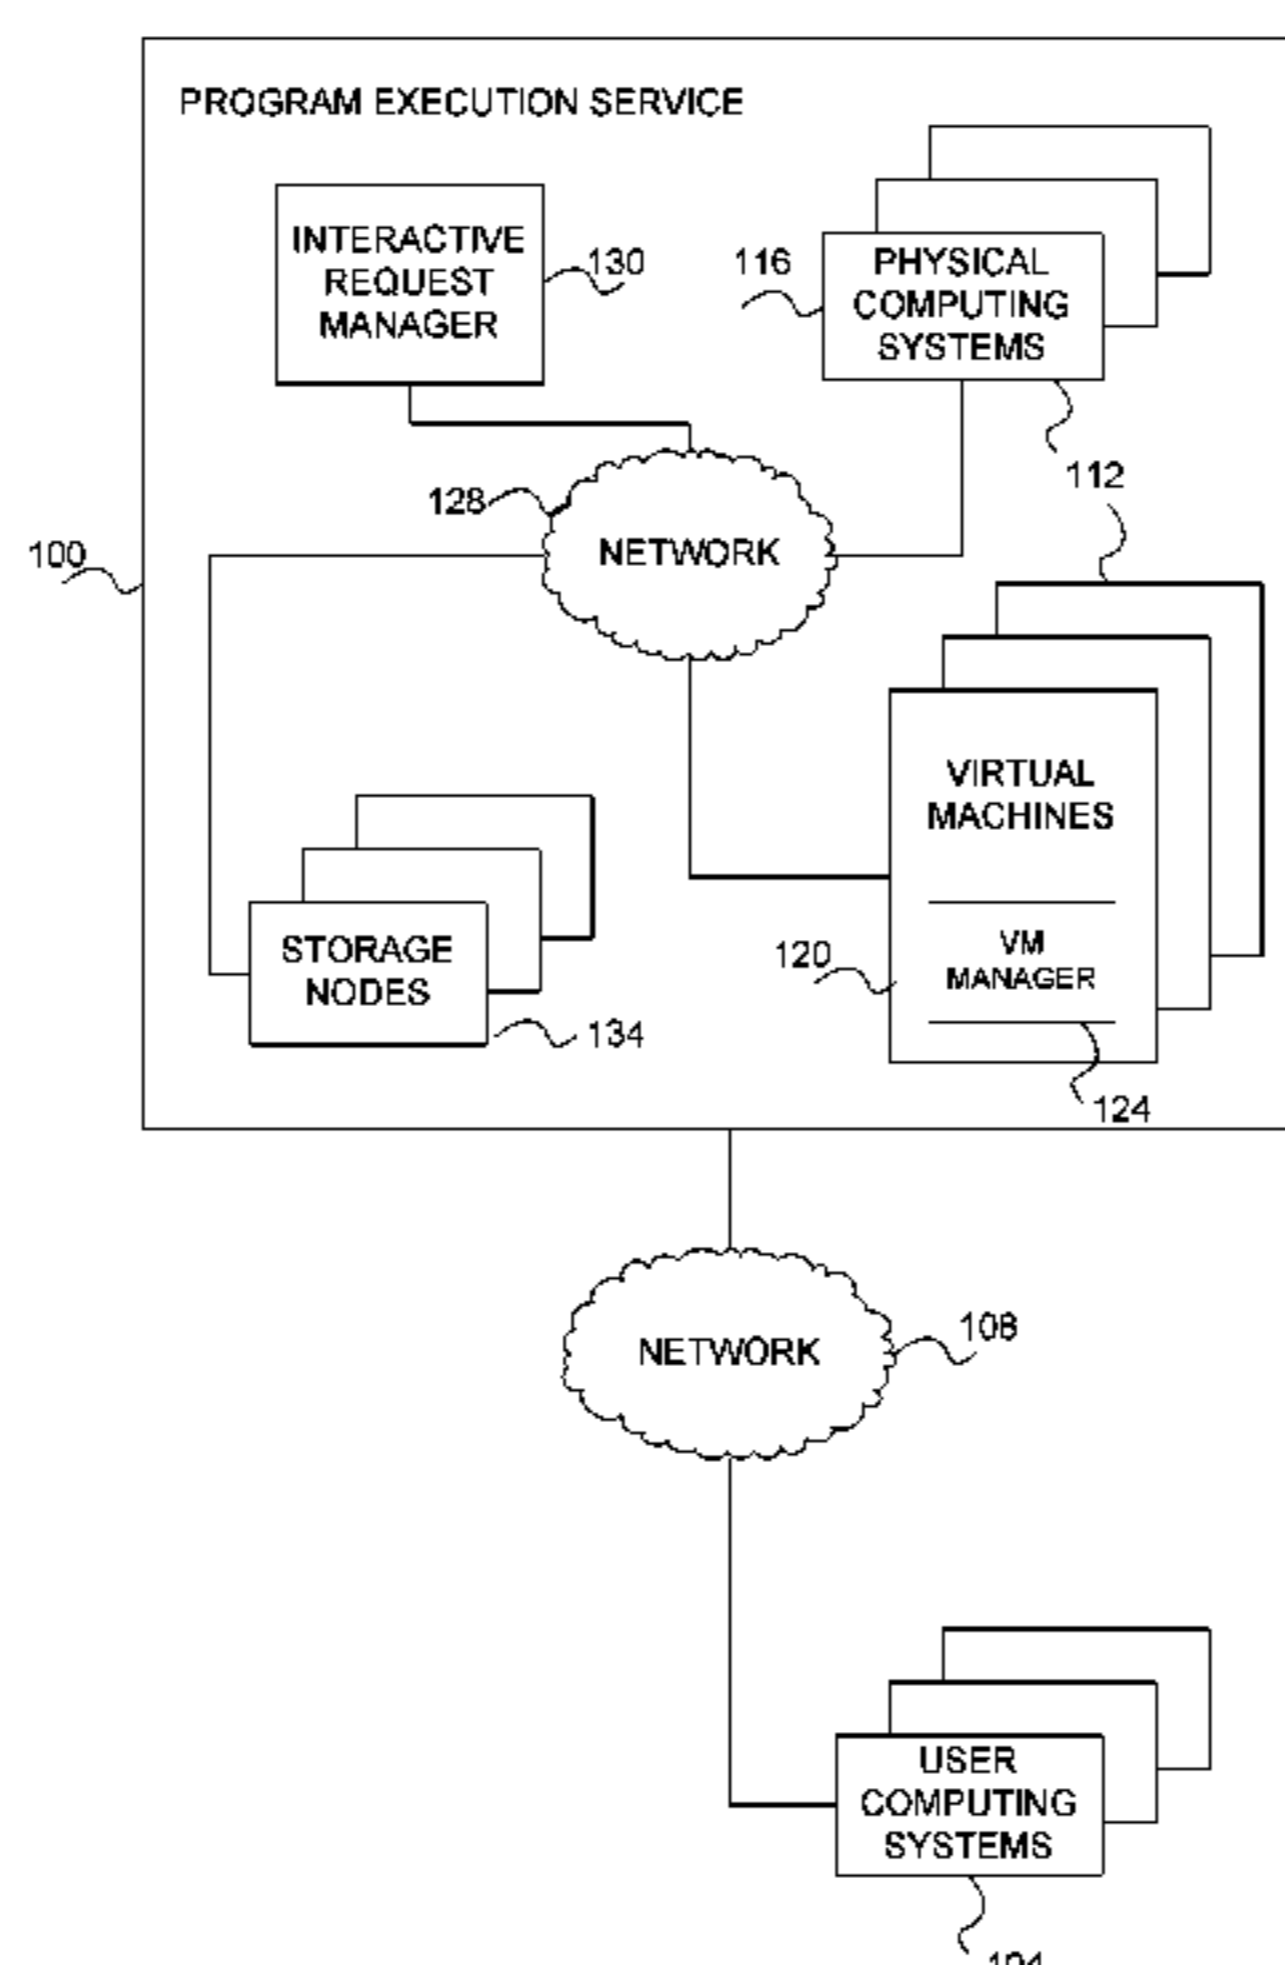 PROGRAM EXECUTION SERVICE
INTERACTIVE
REQUEST
MANAGER
130
116
PHYSICAL
COMPUTING
SYSTEMS
112
128
NETWORK
100
VIRTUAL
MACHINES
VM
MANAGER
120
STORAGE
NODES
134
124
NETWORK
108
USER
COMPUTING
SYSTEMS